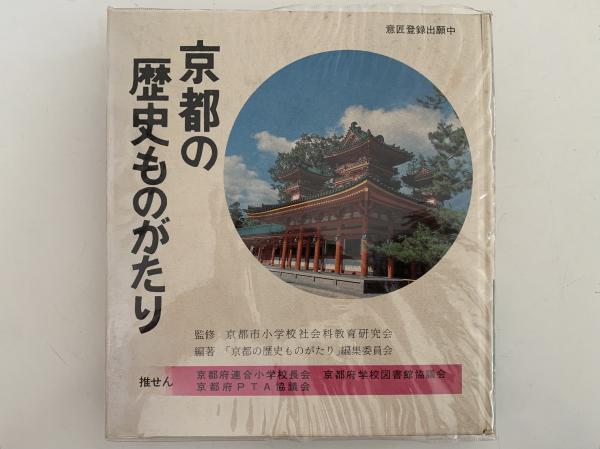 意匠登録出願中
京都の
歴史ものがたり
監修 京都市小学校社会科教育研究会
編著 「京都の歴史ものがたり」編集委員会
推せん 京都府連合小学校長会 京都府学校図書館協議会
京都府PTA協議会